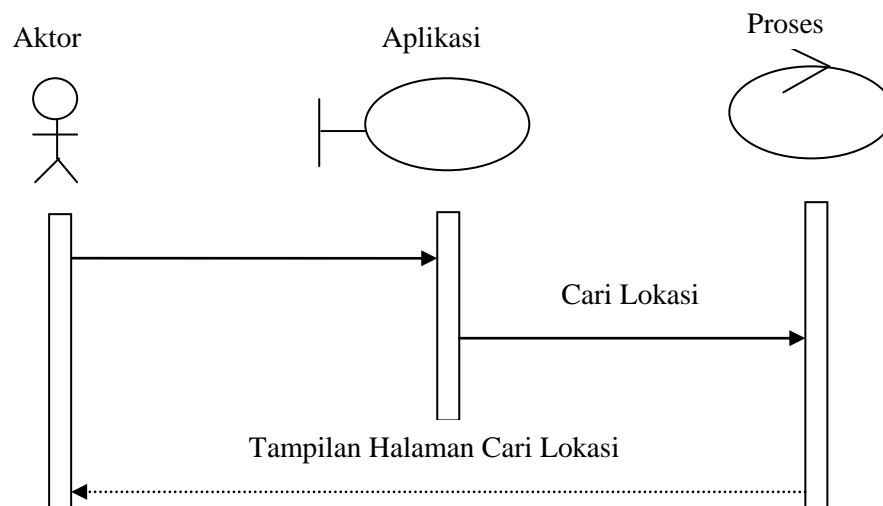 Aktor
Aplikasi
Proses
Cari Lokasi
Tampilan Halaman Cari Lokasi